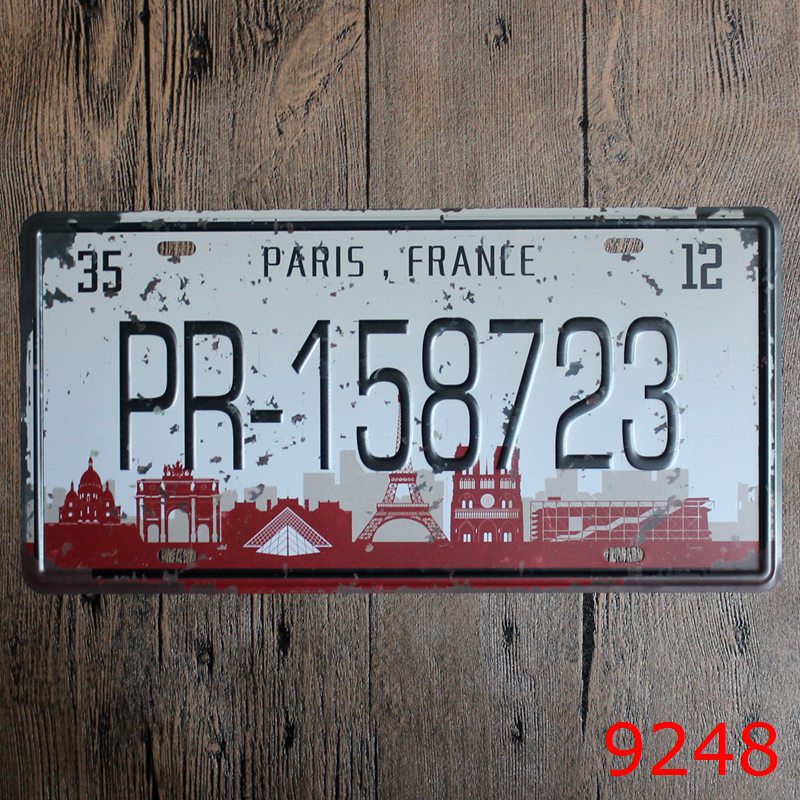 35 PARIS , FRANCE 12
PR-158723
9248